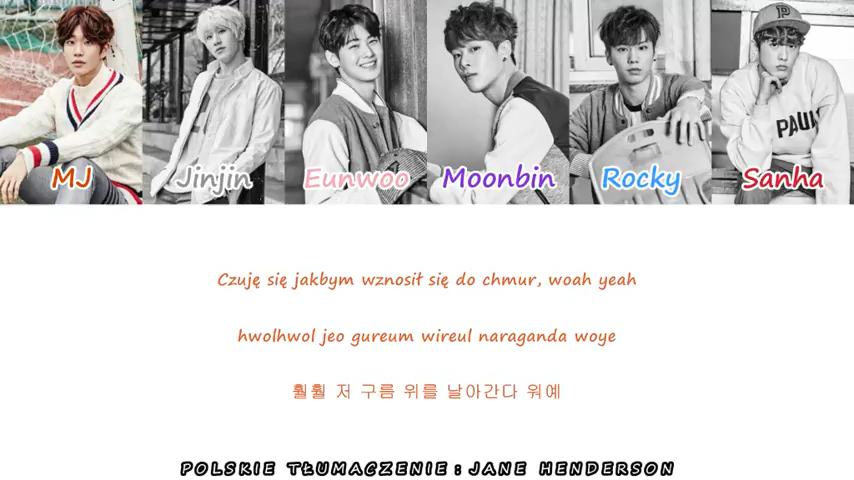 P
PAUA
MJ Jinjin Eunwoo Moonbin Rocky Sanha
Czuję się jakbym wznosił się do chmur, woah yeah
hwolhwol jeo gureum wireul naraganda woye
훨훨 저 구름 위를 날아간다 워예
POLSKIE TŁUMACZENIE : JANE HENDERSON